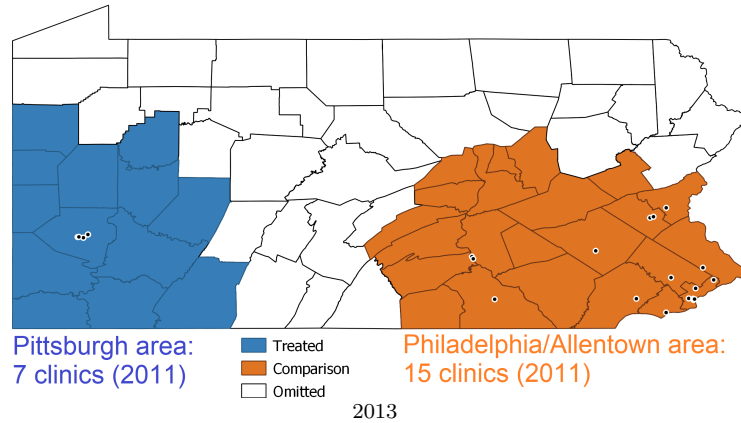 Pittsburgh area:
7 clinics (2011)
Treated
Comparison
Omitted
Philadelphia/Allentown area:
15 clinics (2011)
2013